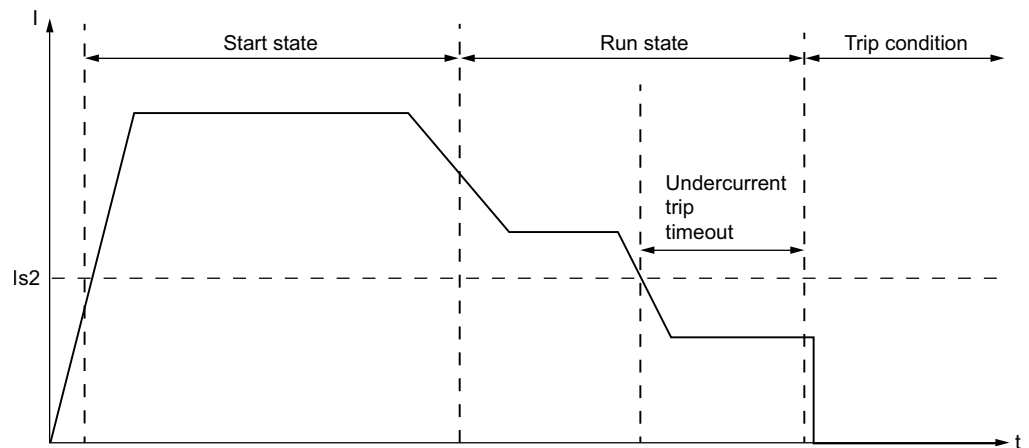 I
Start state
Run state
Trip condition
Undercurrent
trip
timeout
Is2
t